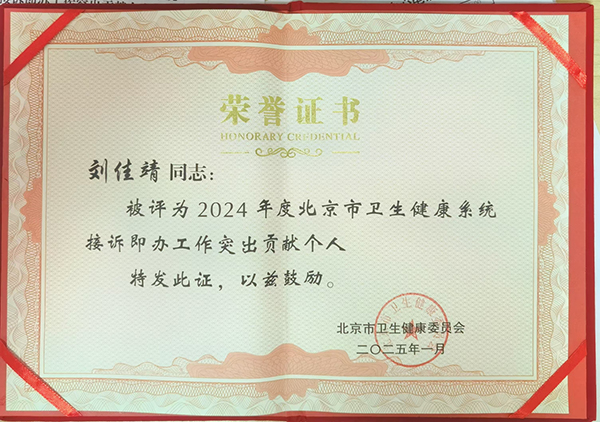 荣誉证书
HONORARY CREDENTIAL
刘佳靖同志：
被评为2024年度北京市卫生健康系统
接诉即办工作突出贡献个人
特发此证，以兹鼓励。
北京市卫生健康委员会
二〇二五年一月